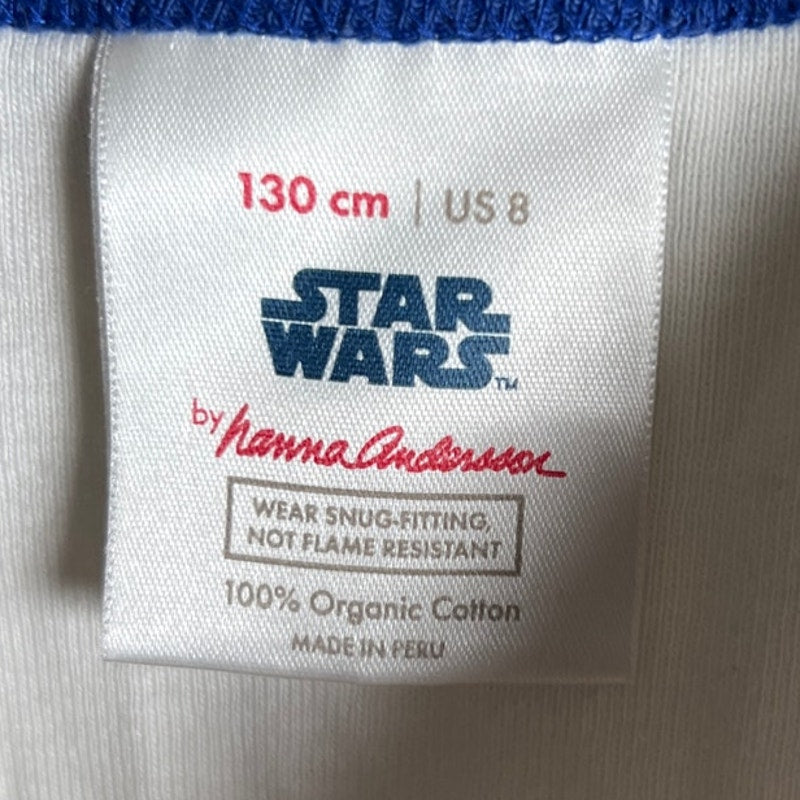 130 cm | US 8
STAR
WARS™
by hanna Andersson
WEAR SNUG-FITTING,
NOT FLAME RESISTANT
100% Organic Cotton
MADE IN PERU